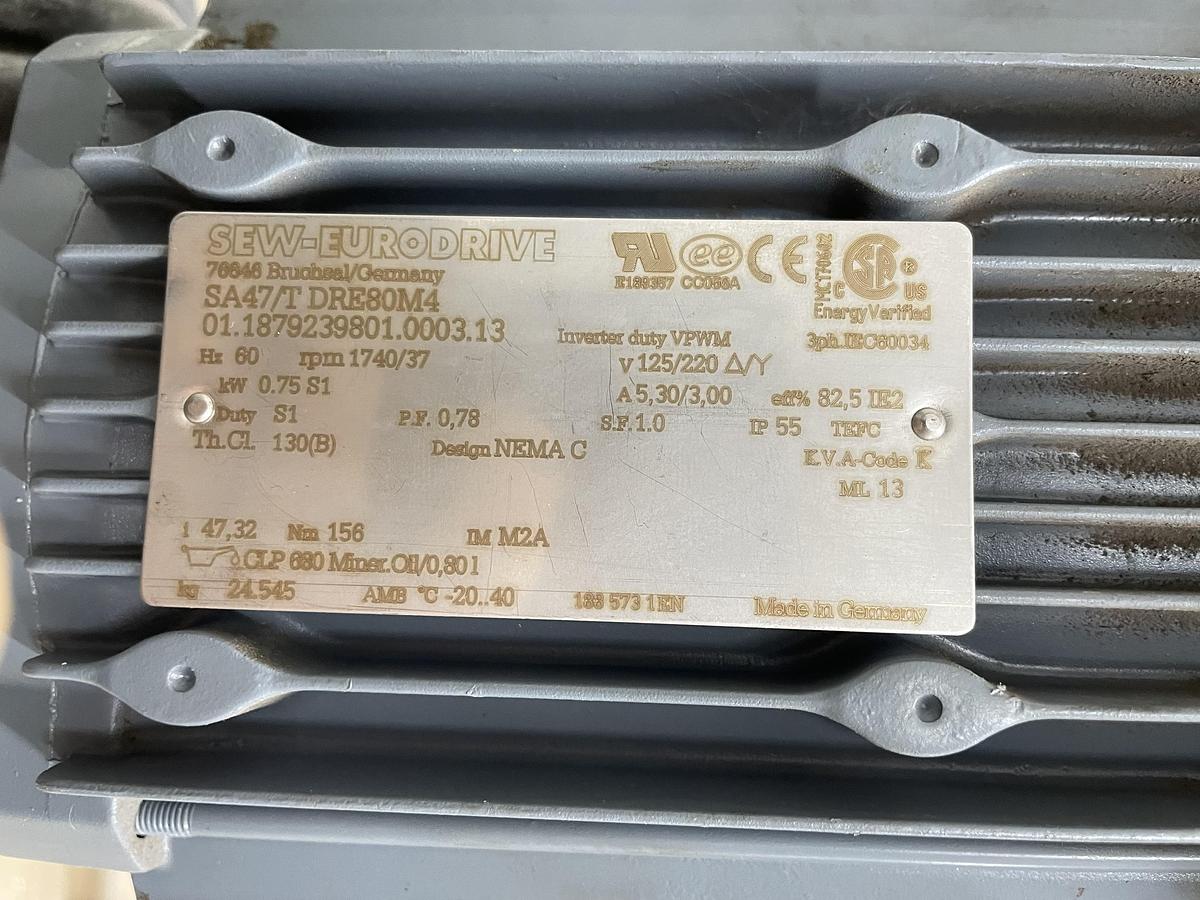 SEW-EURODRIVE
76646 Bruchsal/Germany
E189357 CC056A
CE
EMCT70602
C US
EnergyVerified
SA47/T DRE80M4
01.1879239801.0003.13
Inverter duty VPWM 3ph.IEC60034
Hz 60 rpm 1740/37 V 125/220 △/Y
kW 0.75 S1 A 5,30/3,00 eff% 82,5 IE2
Duty S1 P.F. 0,78 S.F. 1.0 IP 55 TEFC
Th.Cl. 130(B) Design NEMA C K.V.A-Code K
ML 13
i 47,32 Nm 156 IM M2A
CLP 680 Miner.Oil/0,80 l
kg 24.545 AMB °C -20..40 188 573 1 EN Made in Germany